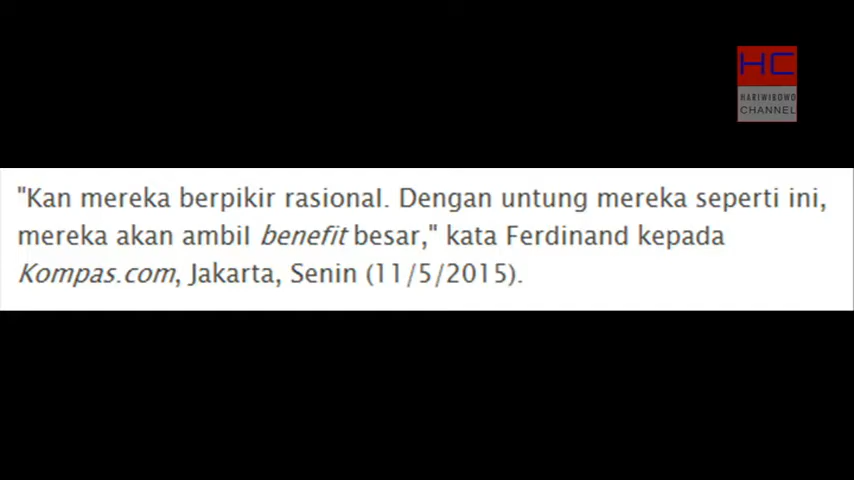 HC
HARIWIBOWO
CHANNEL
"Kan mereka berpikir rasional. Dengan untung mereka seperti ini,
mereka akan ambil benefit besar," kata Ferdinand kepada
Kompas.com, Jakarta, Senin (11/5/2015).